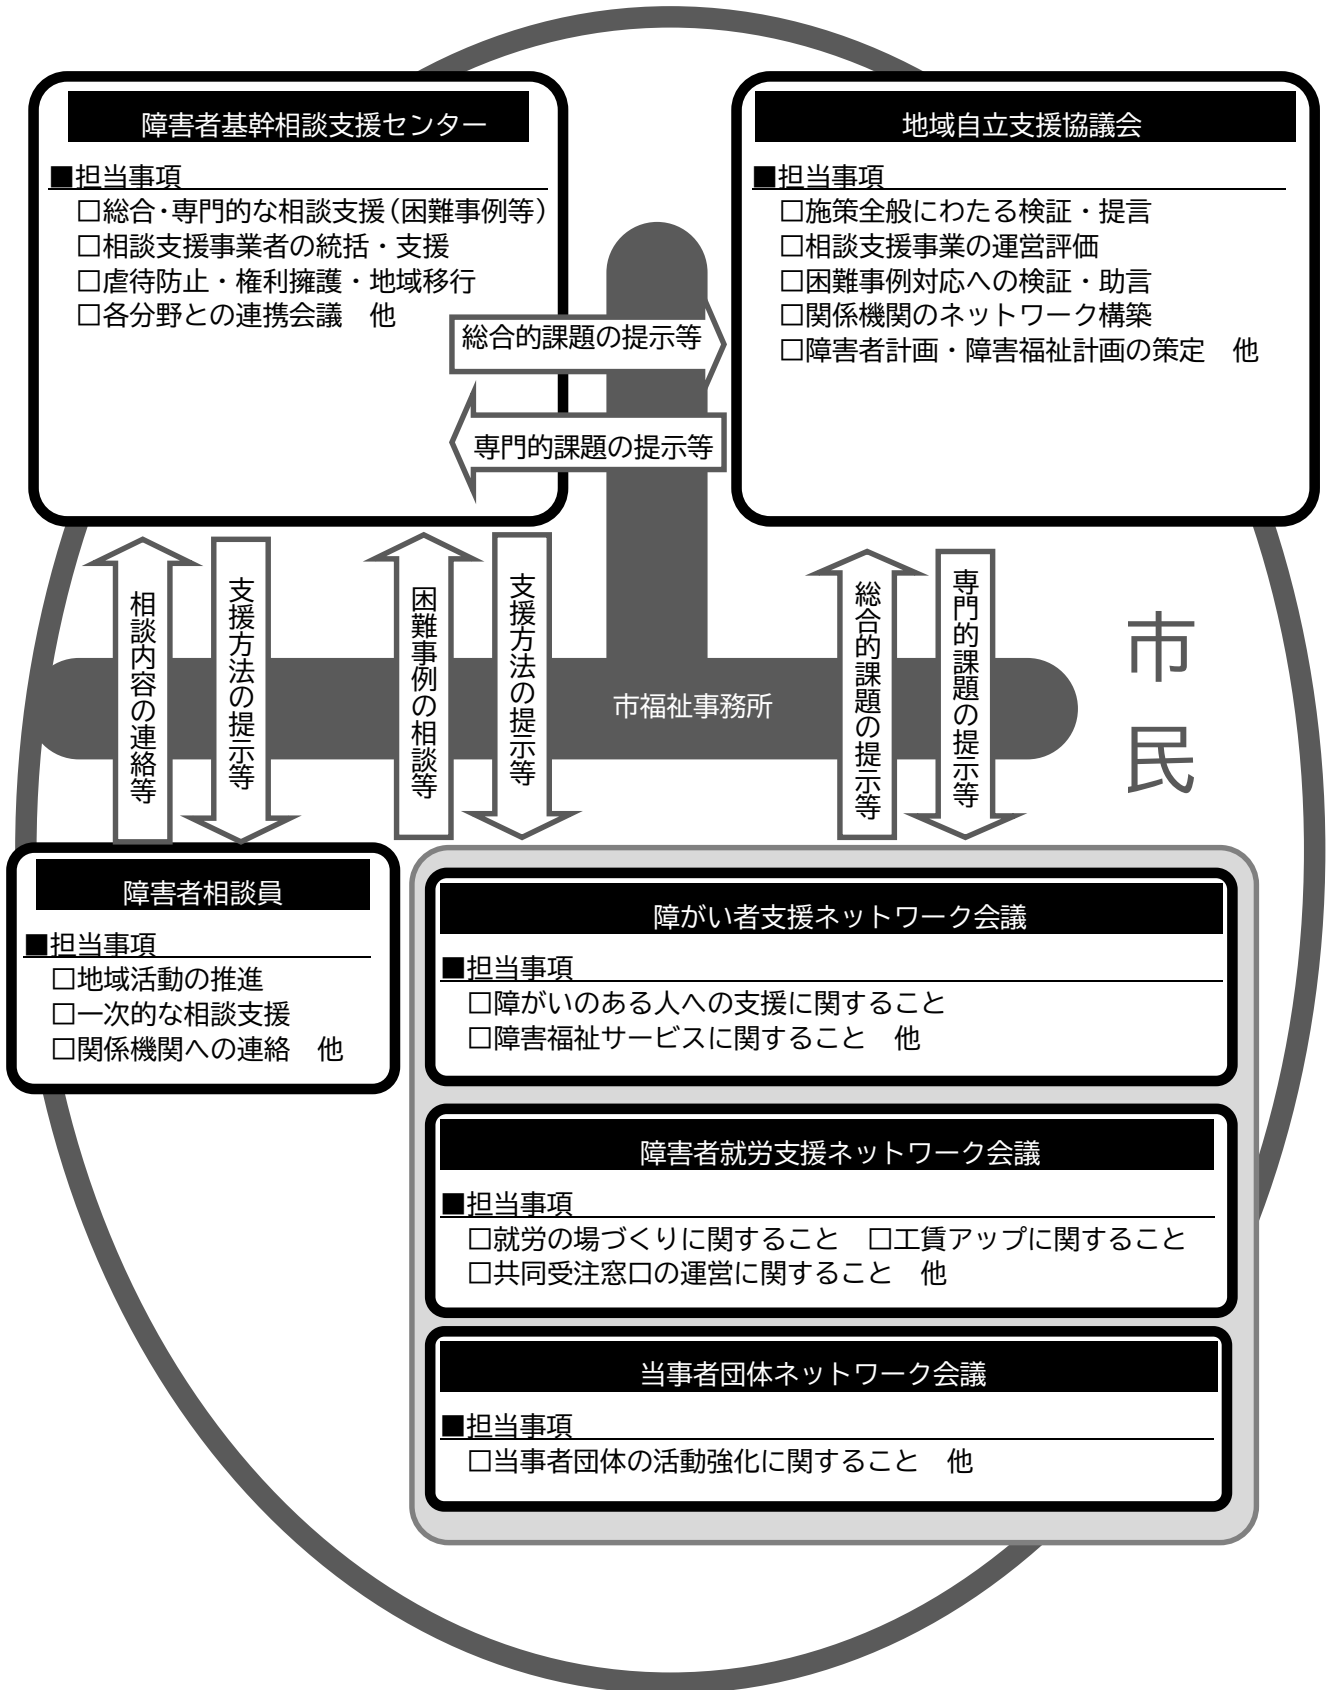 障害者基幹相談支援センター
■担当事項
□総合・専門的な相談支援（困難事例等）
□相談支援事業者の統括・支援
□虐待防止・権利擁護・地域移行
□各分野との連携会議　他
地域自立支援協議会
■担当事項
□施策全般にわたる検証・提言
□相談支援事業の運営評価
□困難事例対応への検証・助言
□関係機関のネットワーク構築
□障害者計画・障害福祉計画の策定　他
総合的課題の提示等
専門的課題の提示等
相談内容の連絡等
支援方法の提示等
困難事例の相談等
支援方法の提示等
総合的課題の提示等
専門的課題の提示等
市福祉事務所
市民
障害者相談員
■担当事項
□地域活動の推進
□一次的な相談支援
□関係機関への連絡　他
障がい者支援ネットワーク会議
■担当事項
□障がいのある人への支援に関すること
□障害福祉サービスに関すること　他
障害者就労支援ネットワーク会議
■担当事項
□就労の場づくりに関すること　□工賃アップに関すること
□共同受注窓口の運営に関すること　他
当事者団体ネットワーク会議
■担当事項
□当事者団体の活動強化に関すること　他